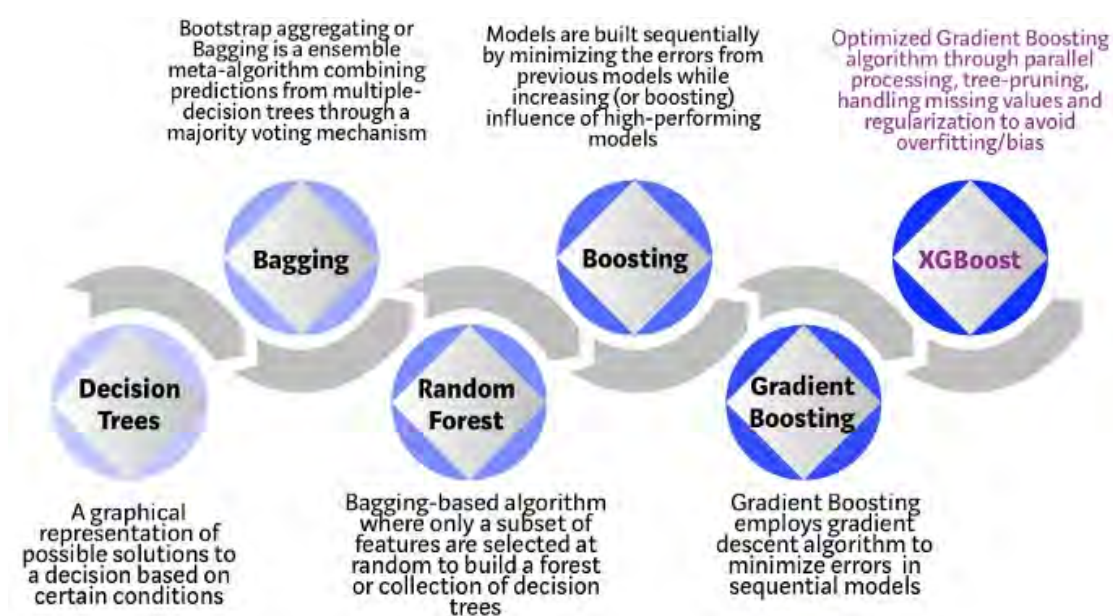 Bootstrap aggregating or
Bagging is a ensemble
meta-algorithm combining
predictions from multiple-
decision trees through a
majority voting mechanism
Models are built sequentially
by minimizing the errors from
previous models while
increasing (or boosting)
influence of high-performing
models
Optimized Gradient Boosting
algorithm through parallel
processing, tree-pruning,
handling missing values and
regularization to avoid
overfitting/bias
Bagging
Boosting
XGBoost
Decision
Trees
Random
Forest
Gradient
Boosting
A graphical
representation of
possible solutions to
a decision based on
certain conditions
Bagging-based algorithm
where only a subset of
features are selected at
random to build a forest
or collection of decision
trees
Gradient Boosting
employs gradient
descent algorithm to
minimize errors in
sequential models